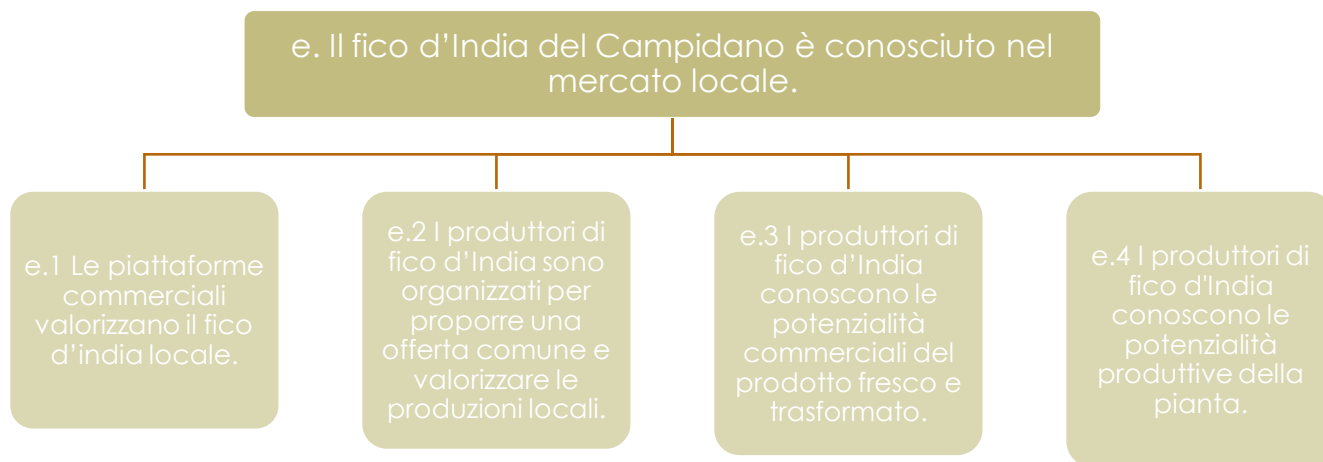 e. Il fico d’India del Campidano è conosciuto nel
mercato locale.
e.1 Le piattaforme
commerciali
valorizzano il fico
d’india locale.
e.2 I produttori di
fico d’India sono
organizzati per
proporre una
offerta comune e
valorizzare le
produzioni locali.
e.3 I produttori di
fico d’India
conoscono le
potenzialità
commerciali del
prodotto fresco e
trasformato.
e.4 I produttori di
fico d'India
conoscono le
potenzialità
produttive della
pianta.